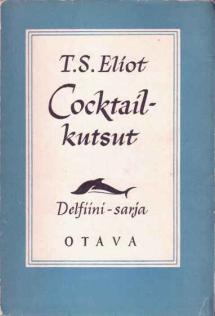 T.S. Eliot
Cocktail-
kutsut
Delfiini-sarja
OTAVA